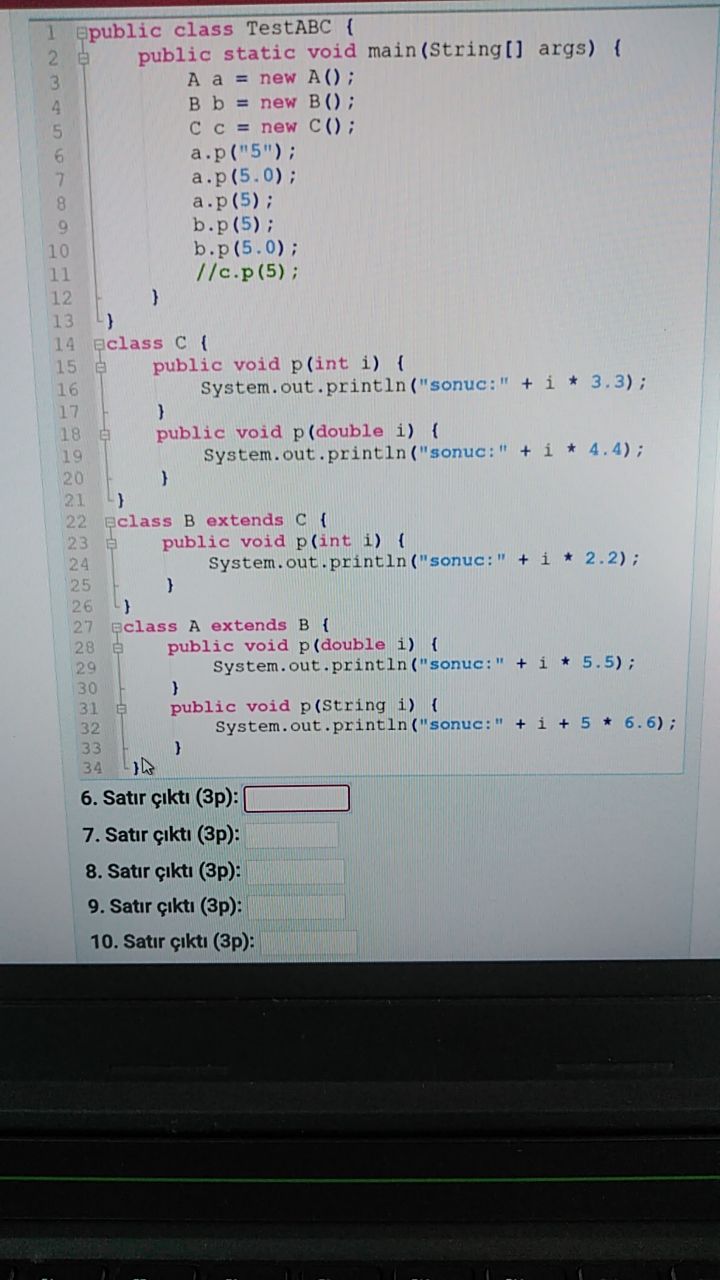 1 public class TestABC {
2 public static void main(String[] args) {
3 A a = new A();
4 B b = new B();
5 C c = new C();
6 a.p("5");
7 a.p(5.0);
8 a.p(5);
9 b.p(5);
10 b.p(5.0);
11 //c.p(5);
12 }
13 }
14 class C {
15 public void p(int i) {
16 System.out.println("sonuc:" + i * 3.3);
17 }
18 public void p(double i) {
19 System.out.println("sonuc:" + i * 4.4);
20 }
21 }
22 class B extends C {
23 public void p(int i) {
24 System.out.println("sonuc:" + i * 2.2);
25 }
26 }
27 class A extends B {
28 public void p(double i) {
29 System.out.println("sonuc:" + i * 5.5);
30 }
31 public void p(String i) {
32 System.out.println("sonuc:" + i + 5 * 6.6);
33 }
34 }
6. Satır çıktı (3p):
7. Satır çıktı (3p):
8. Satır çıktı (3p):
9. Satır çıktı (3p):
10. Satır çıktı (3p):